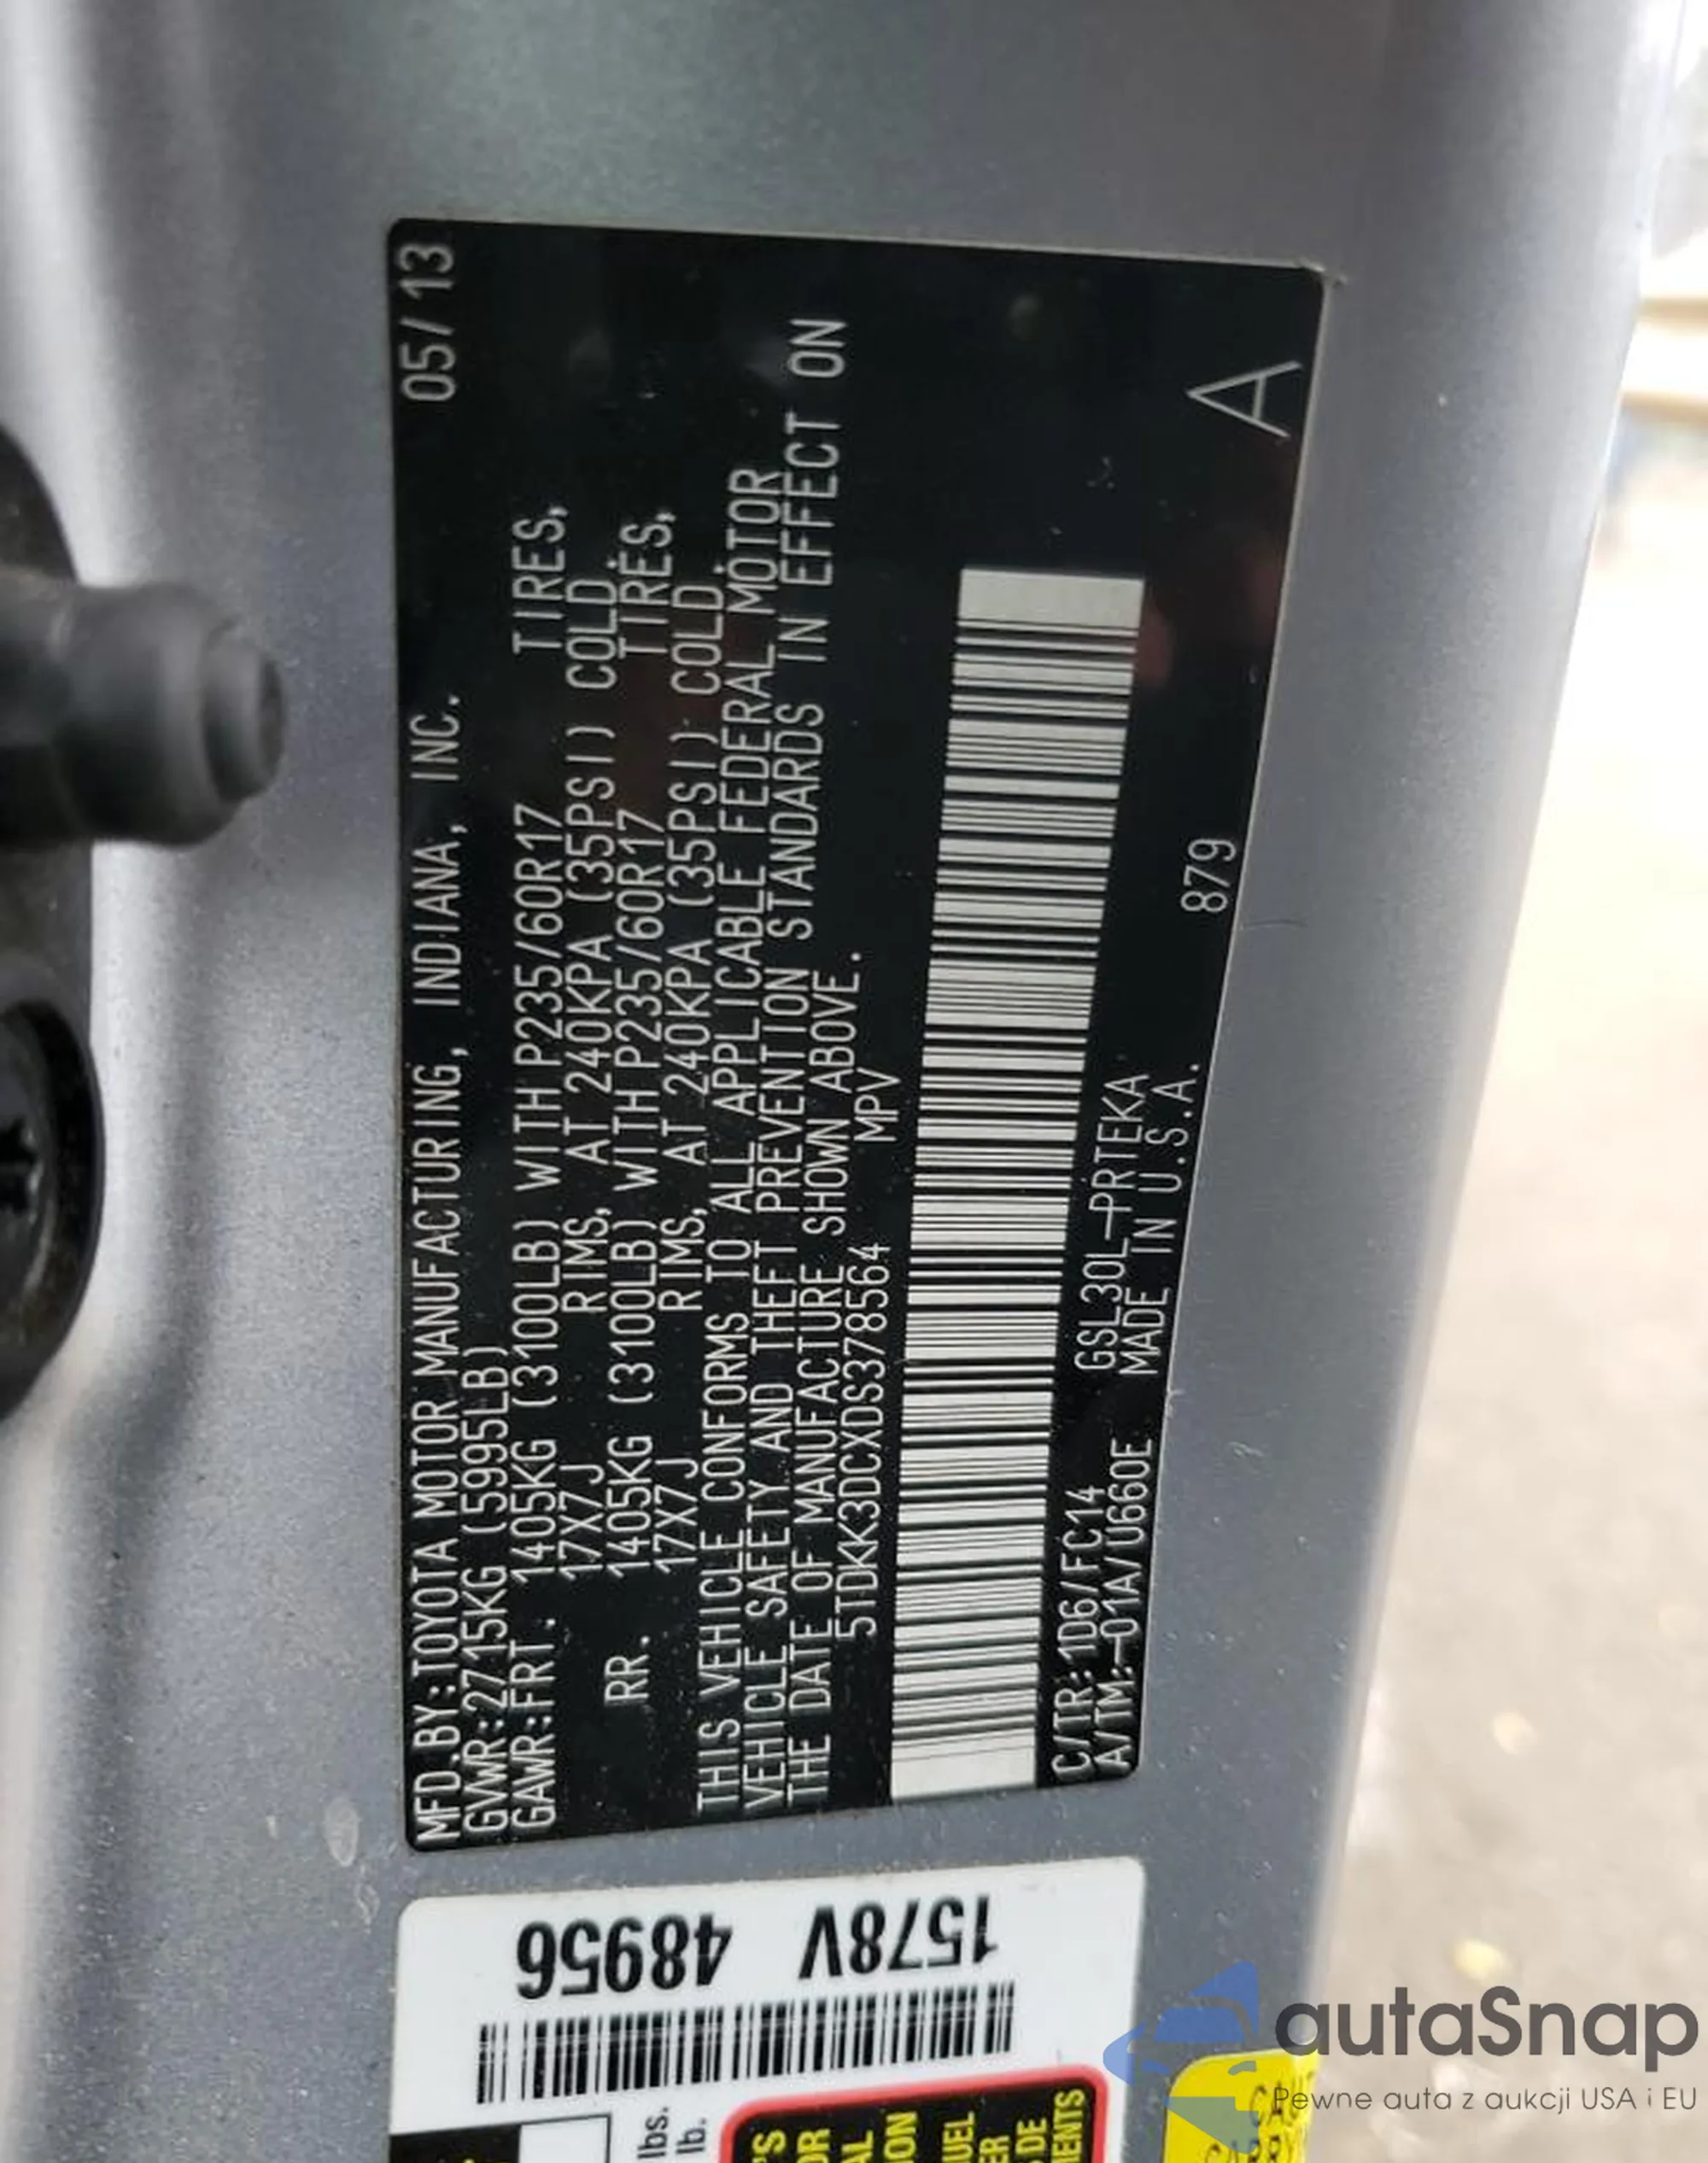 MFD.BY:TOYOTA MOTOR MANUFACTURING, INDIANA, INC. 05/13
GVWR:2715KG (5995LB)
GAWR:FRT. 1405KG (3100LB) WITH P235/60R17 TIRES,
17X7J RIMS, AT 240KPA (35PSI) COLD
RR. 1405KG (3100LB) WITH P235/60R17 TIRES,
17X7J RIMS, AT 240KPA (35PSI) COLD
THIS VEHICLE CONFORMS TO ALL APPLICABLE FEDERAL MOTOR
VEHICLE SAFETY AND THEFT PREVENTION STANDARDS IN EFFECT ON
THE DATE OF MANUFACTURE SHOWN ABOVE.
5TDKK3DCXDS378564 MPV
C/TR:1D6/FC14 GSL30L-PRTEKA 879 A
A/TM:-01A/U660E MADE IN U.S.A.
48956 1578V
lbs.
lb.
autaSnap
Pewne auta z aukcji USA i EU